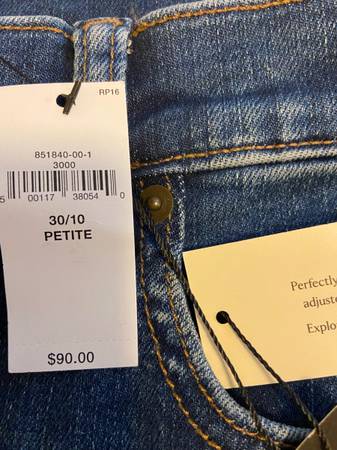 RP16
851840-00-1
3000
5 00117 38054 0
30/10
PETITE
$90.00
Perfectly
adjuste
Explo